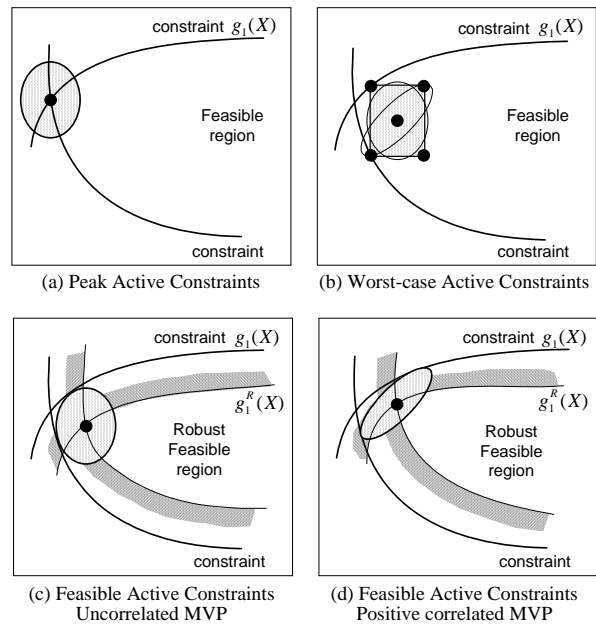 constraint g₁(X)
Feasible
region
constraint
(a) Peak Active Constraints
constraint g₁(X)
Feasible
region
constraint
(b) Worst-case Active Constraints
constraint g₁(X)
g₁ᴿ(X)
Robust
Feasible
region
constraint
(c) Feasible Active Constraints
Uncorrelated MVP
constraint g₁(X)
g₁ᴿ(X)
Robust
Feasible
region
constraint
(d) Feasible Active Constraints
Positive correlated MVP